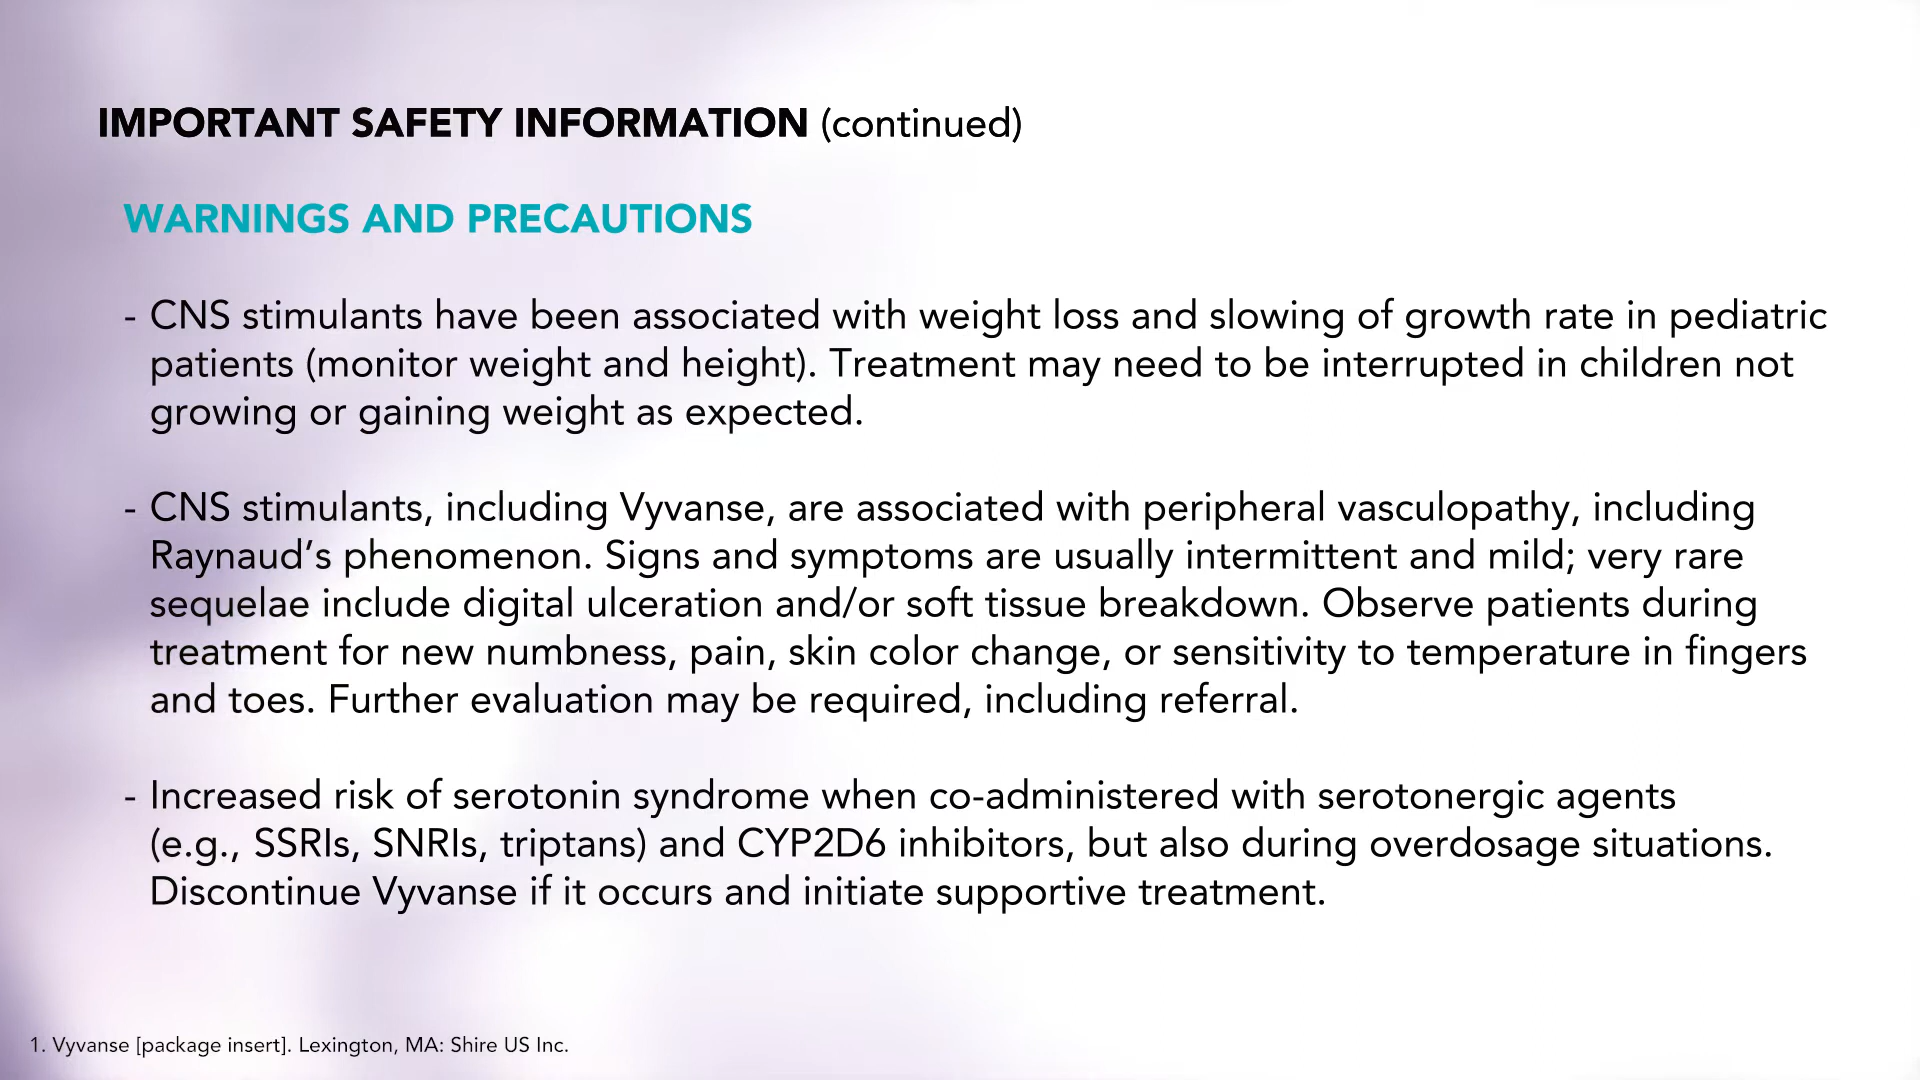 IMPORTANT SAFETY INFORMATION (continued)
WARNINGS AND PRECAUTIONS
- CNS stimulants have been associated with weight loss and slowing of growth rate in pediatric
patients (monitor weight and height). Treatment may need to be interrupted in children not
growing or gaining weight as expected.
- CNS stimulants, including Vyvanse, are associated with peripheral vasculopathy, including
Raynaud’s phenomenon. Signs and symptoms are usually intermittent and mild; very rare
sequelae include digital ulceration and/or soft tissue breakdown. Observe patients during
treatment for new numbness, pain, skin color change, or sensitivity to temperature in fingers
and toes. Further evaluation may be required, including referral.
- Increased risk of serotonin syndrome when co-administered with serotonergic agents
(e.g., SSRIs, SNRIs, triptans) and CYP2D6 inhibitors, but also during overdosage situations.
Discontinue Vyvanse if it occurs and initiate supportive treatment.
1. Vyvanse [package insert]. Lexington, MA: Shire US Inc.